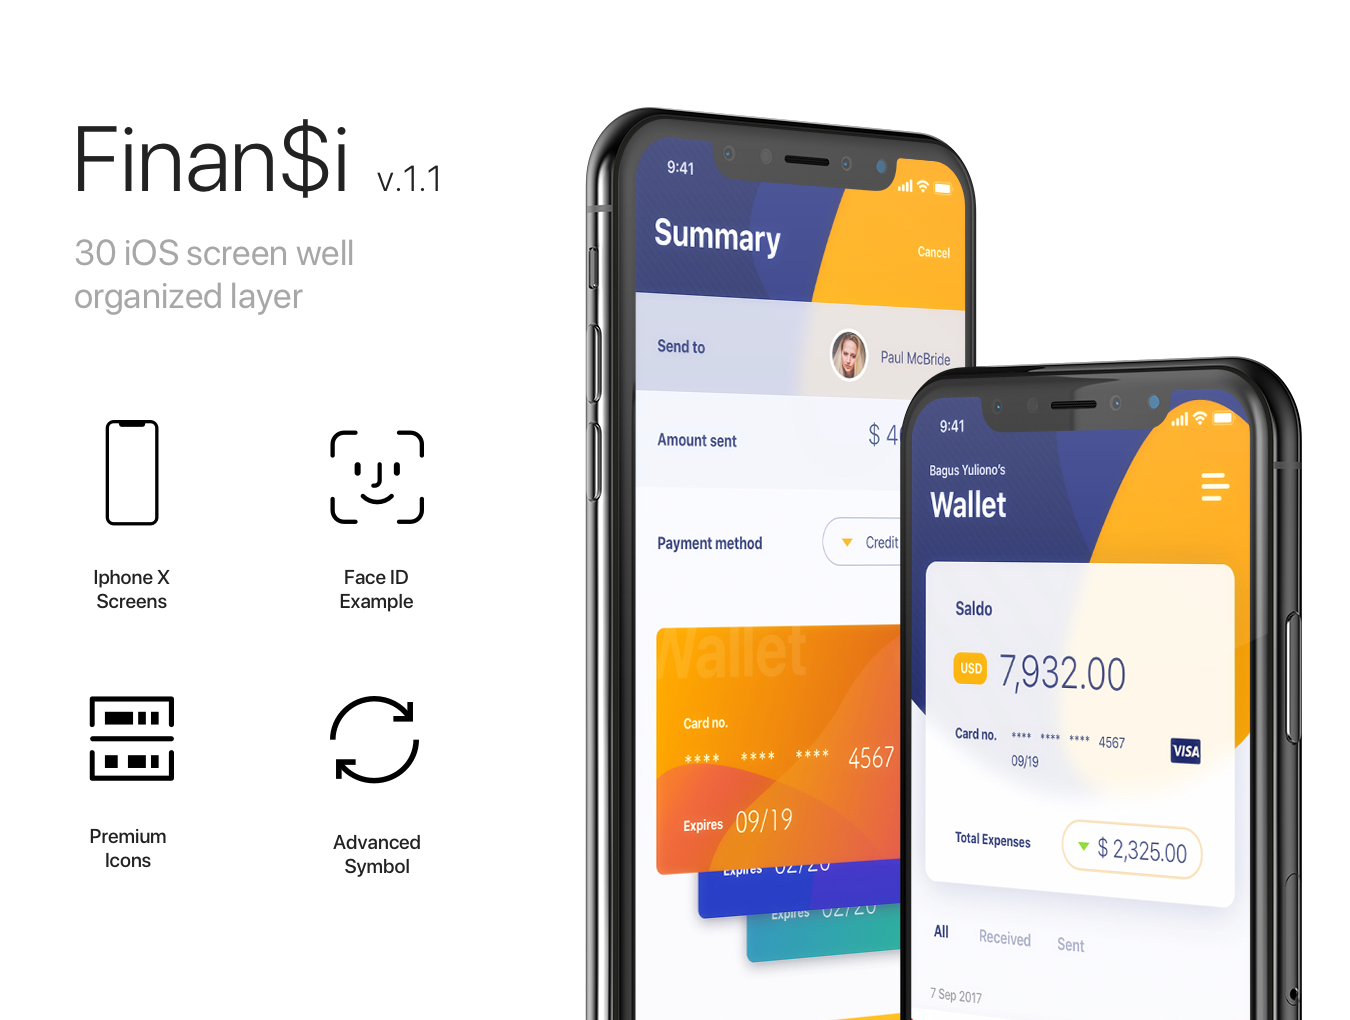 Finan$i v.1.1
30 iOS screen well
organized layer
Iphone X
Screens
Face ID
Example
Premium
Icons
Advanced
Symbol
9:41
Summary
Cancel
Send to
Paul McBride
Amount sent
$ 4
Payment method
Credit
Wallet
Card no.
**** **** **** 4567
Expires 09/19
Expires 02/20
Expires 02/20
9:41
Bagus Yuliono's
Wallet
Saldo
USD 7,932.00
Card no. **** **** **** 4567
09/19
VISA
Total Expenses
$ 2,325.00
All Received Sent
7 Sep 2017